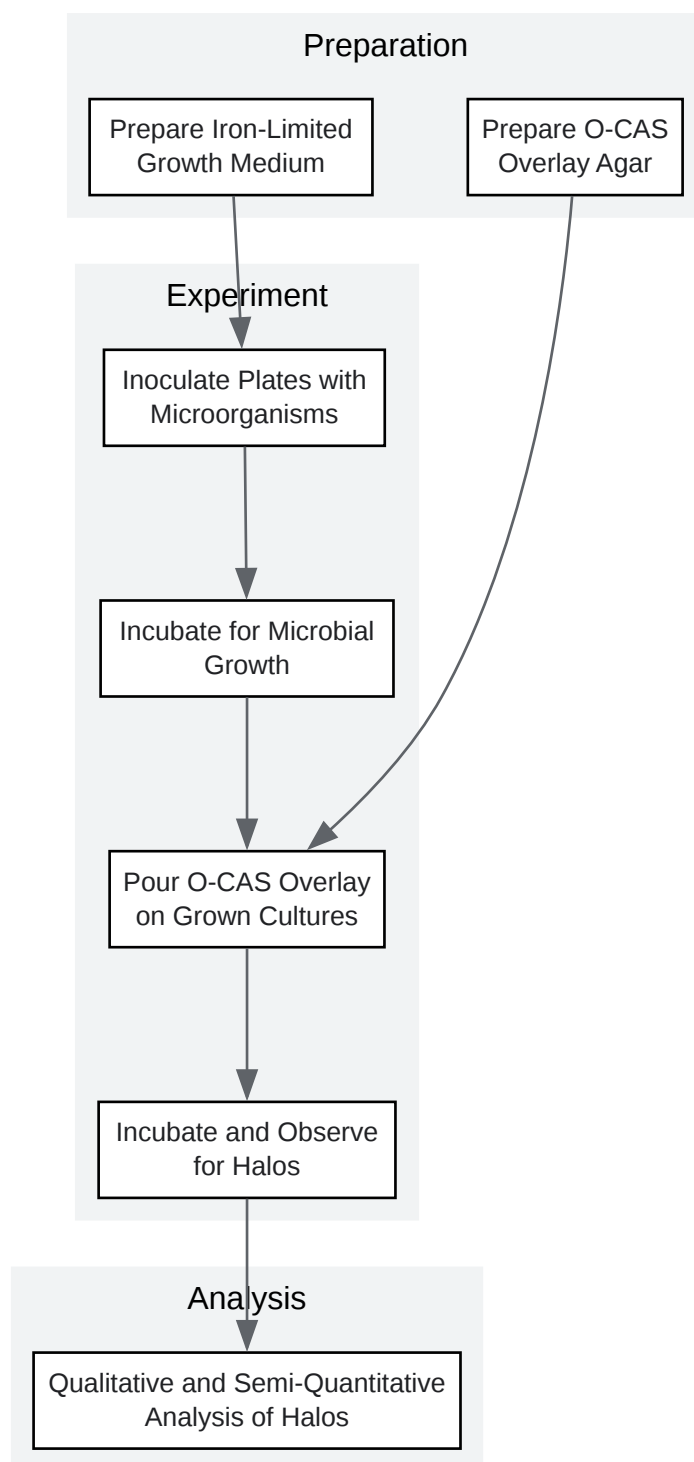 Preparation
Prepare Iron-Limited
Growth Medium
Prepare O-CAS
Overlay Agar
Experiment
Inoculate Plates with
Microorganisms
Incubate for Microbial
Growth
Pour O-CAS Overlay
on Grown Cultures
Incubate and Observe
for Halos
Analysis
Qualitative and Semi-Quantitative
Analysis of Halos